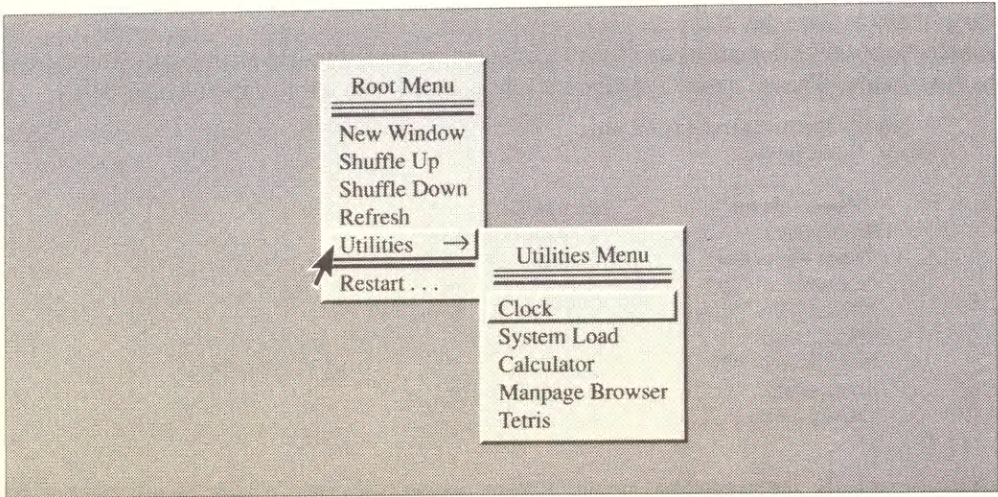 Root Menu
New Window
Shuffle Up
Shuffle Down
Refresh
Utilities →
Restart . . .
Utilities Menu
Clock
System Load
Calculator
Manpage Browser
Tetris